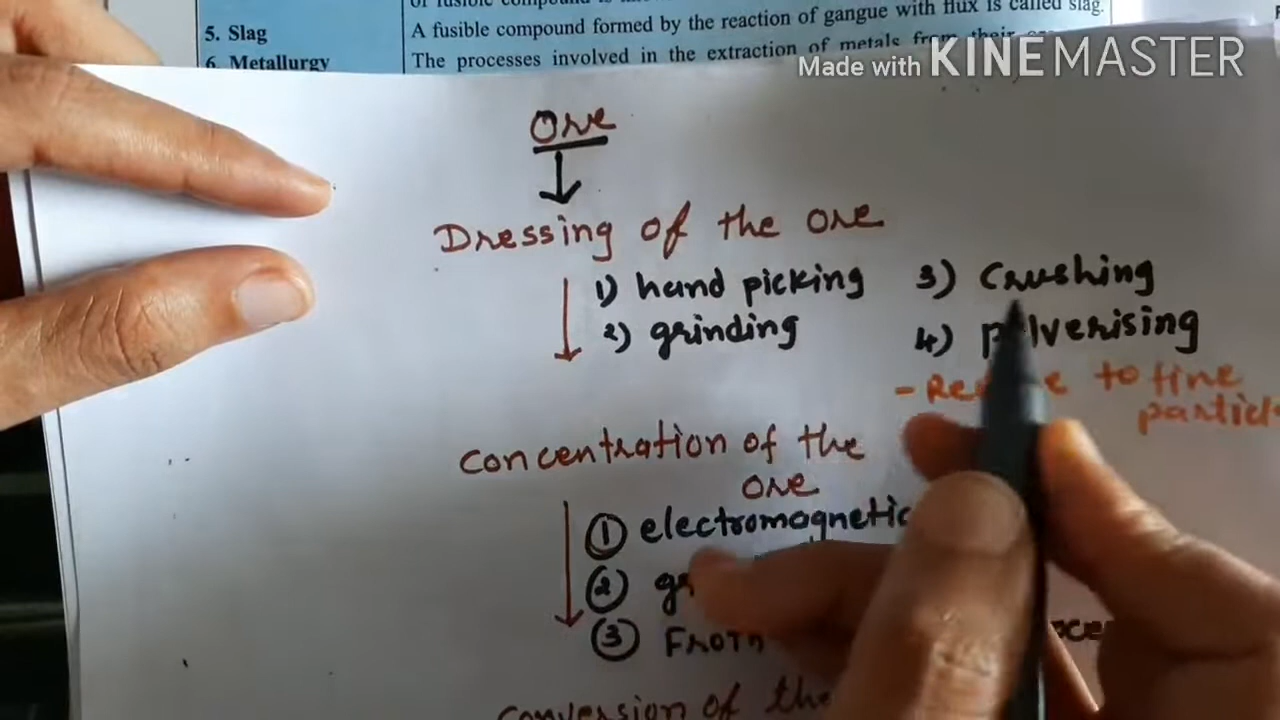 5. Slag
A fusible compound formed by the reaction of gangue with flux is called slag.
6. Metallurgy
The processes involved in the extraction of metals from their
Made with KINEMASTER
Ore
Dressing of the ore
1) hand picking
3) Crushing
2) grinding
4) pulverising
- to fine
Concentration of the
ore
① electromagnetic
②
③ Froth
Conversion of the